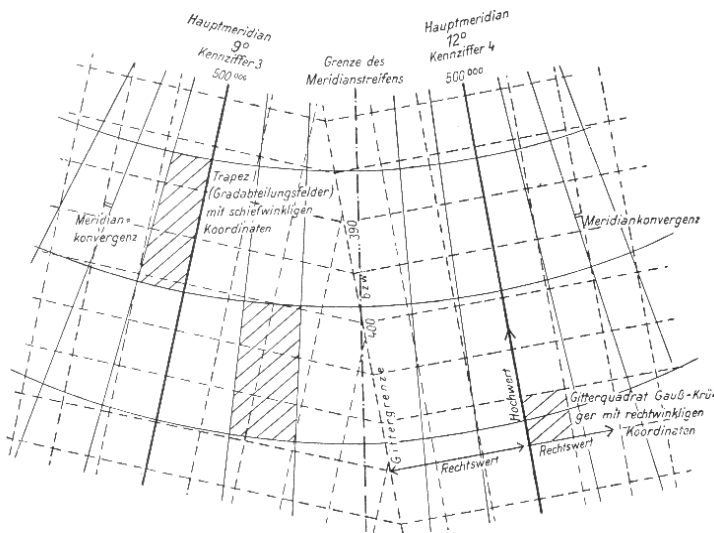 Hauptmeridian
9°
Kennziffer 3
500 000
Grenze des
Meridianstreifens
Hauptmeridian
12°
Kennziffer 4
500 000
Trapez
(Gradabteilungsfelder)
mit schiefwinkligen
Koordinaten
Meridian-
konvergenz
Meridiankonvergenz
390
bzw.
400
Gittergrenze
Hochwert
Rechtswert
Gitterquadrat Gauß-Krü
ger mit rechtwinkligen
Koordinaten
Rechtswert